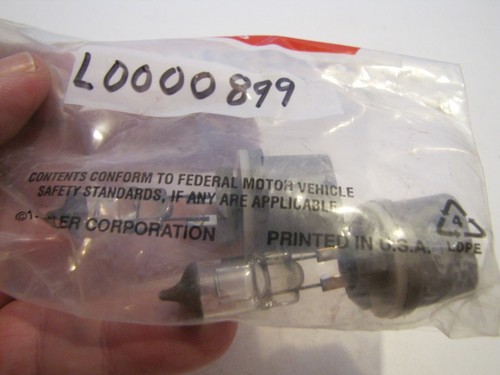 L0000899
CONTENTS CONFORM TO FEDERAL MOTOR VEHICLE
SAFETY STANDARDS, IF ANY ARE APPLICABLE
CORPORATION PRINTED IN U.S.A.
4
LDPE